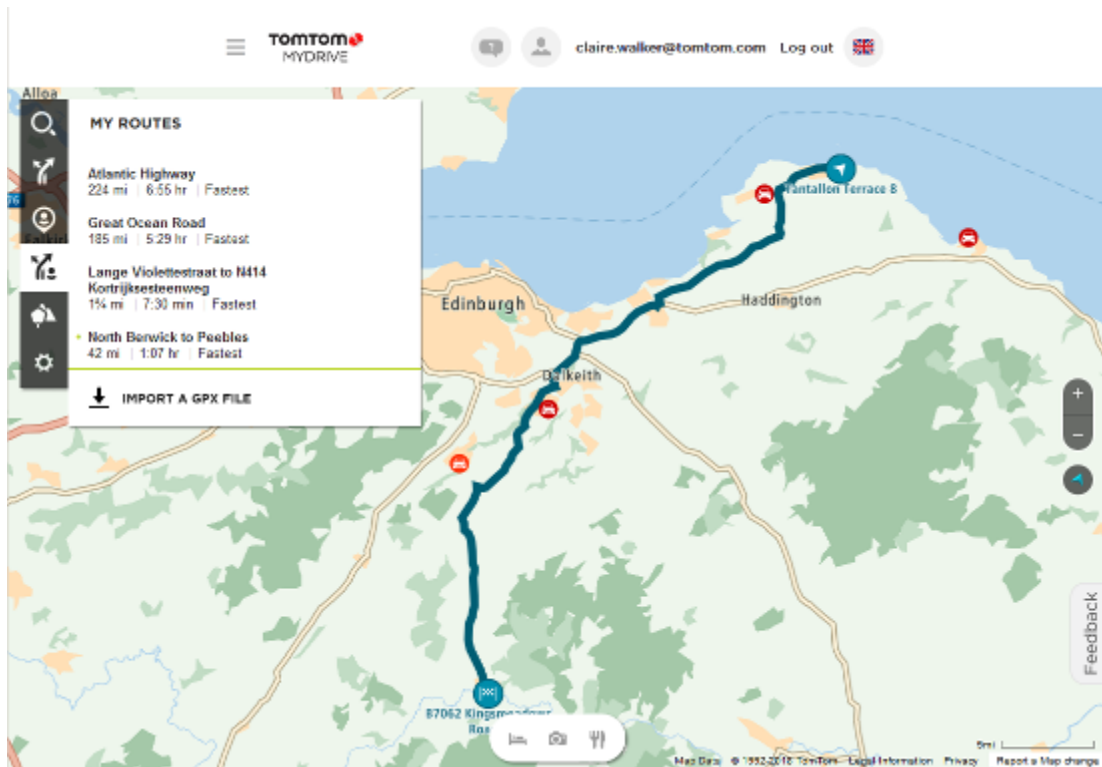 TOMTOM
MYDRIVE
claire.walker@tomtom.com Log out
Alloa
MY ROUTES
Atlantic Highway
224 mi | 6:55 hr | Fastest
Great Ocean Road
185 mi | 5:29 hr | Fastest
Lange Violettestraat to N414
Kortrijksesteenweg
1¼ mi | 7:30 min | Fastest
North Berwick to Peebles
42 mi | 1:07 hr | Fastest
IMPORT A GPX FILE
Tantallon Terrace 8
Edinburgh
Haddington
Dalkeith
B7062 Kingsmeadows
Feedback
5mi
Map Data © 1992-2018 TomTom Legal Information Privacy Report a Map change